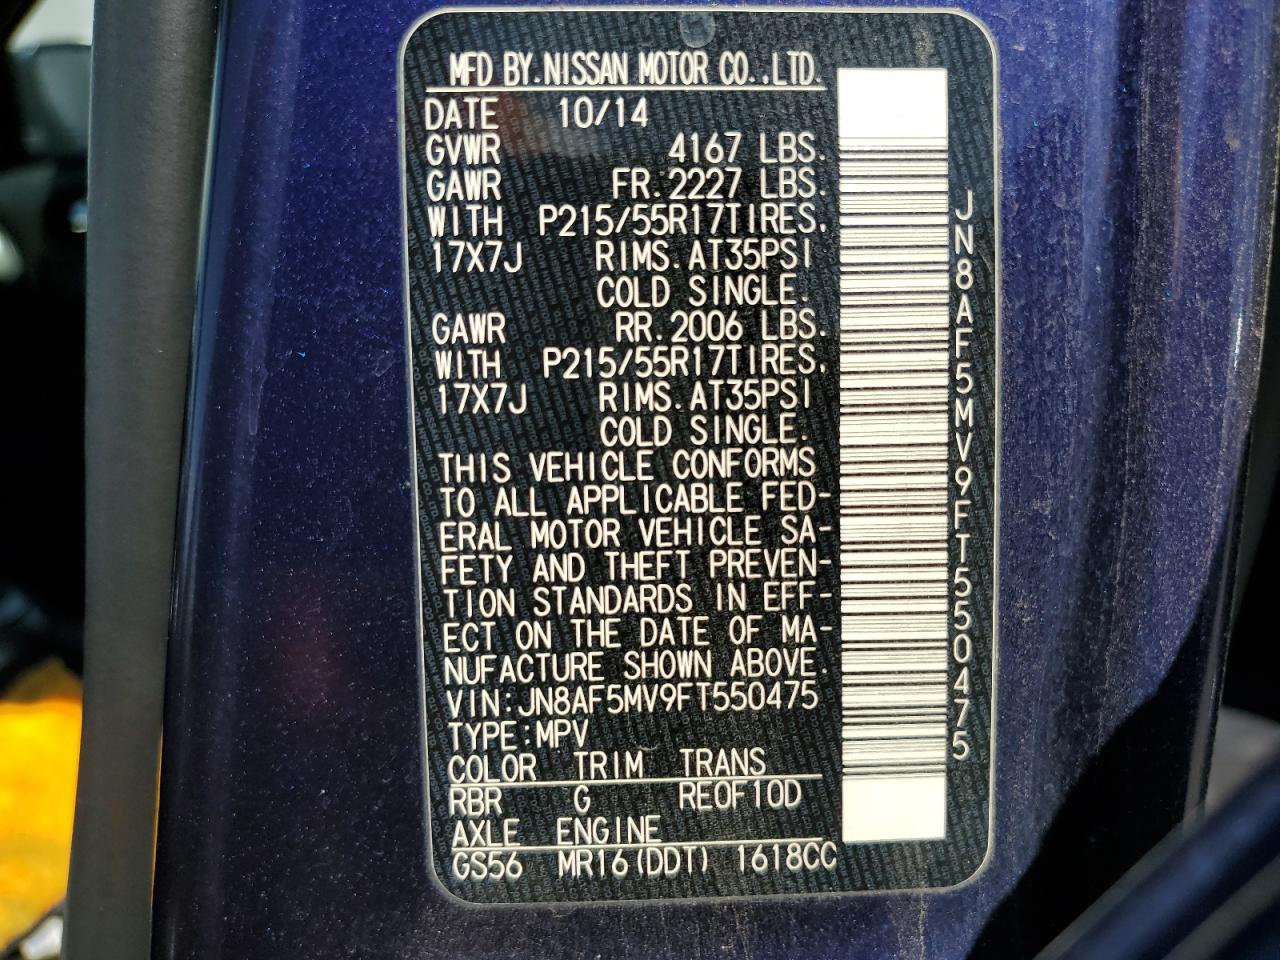 MFD BY.NISSAN MOTOR CO.,LTD.
DATE 10/14
GVWR 4167 LBS.
GAWR FR.2227 LBS.
WITH P215/55R17TIRES.
17X7J RIMS.AT35PSI
COLD SINGLE.
GAWR RR.2006 LBS.
WITH P215/55R17TIRES.
17X7J RIMS.AT35PSI
COLD SINGLE.
THIS VEHICLE CONFORMS
TO ALL APPLICABLE FED-
ERAL MOTOR VEHICLE SA-
FETY AND THEFT PREVEN-
TION STANDARDS IN EFF-
ECT ON THE DATE OF MA-
NUFACTURE SHOWN ABOVE.
VIN:JN8AF5MV9FT550475
TYPE:MPV
COLOR TRIM TRANS
RBR G RE0F10D
AXLE ENGINE
GS56 MR16(DDT) 1618CC
JN8AF5MV9FT550475